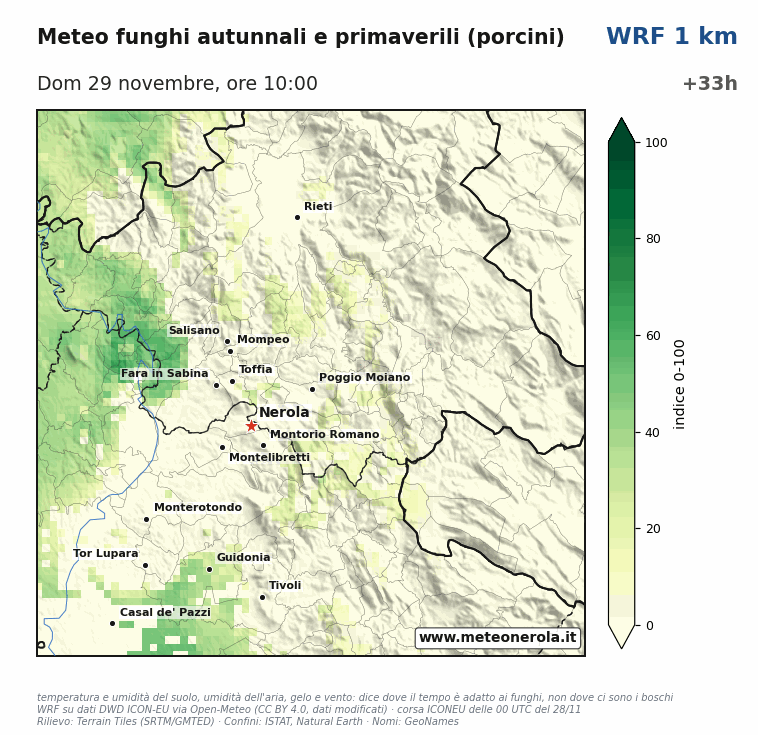 Meteo funghi autunnali e primaverili (porcini)
WRF 1 km
Dom 29 novembre, ore 10:00
+33h
Rieti
Salisano
Mompeo
Fara in Sabina
Toffia
Poggio Moiano
Nerola
Montorio Romano
Montelibretti
Monterotondo
Tor Lupara
Guidonia
Tivoli
Casal de' Pazzi
www.meteonerola.it
100
80
60
40
20
0
indice 0-100
temperatura e umidità del suolo, umidità dell'aria, gelo e vento: dice dove il tempo è adatto ai funghi, non dove ci sono i boschi
WRF su dati DWD ICON-EU via Open-Meteo (CC BY 4.0, dati modificati) · corsa ICONEU delle 00 UTC del 28/11
Rilievo: Terrain Tiles (SRTM/GMTED) · Confini: ISTAT, Natural Earth · Nomi: GeoNames